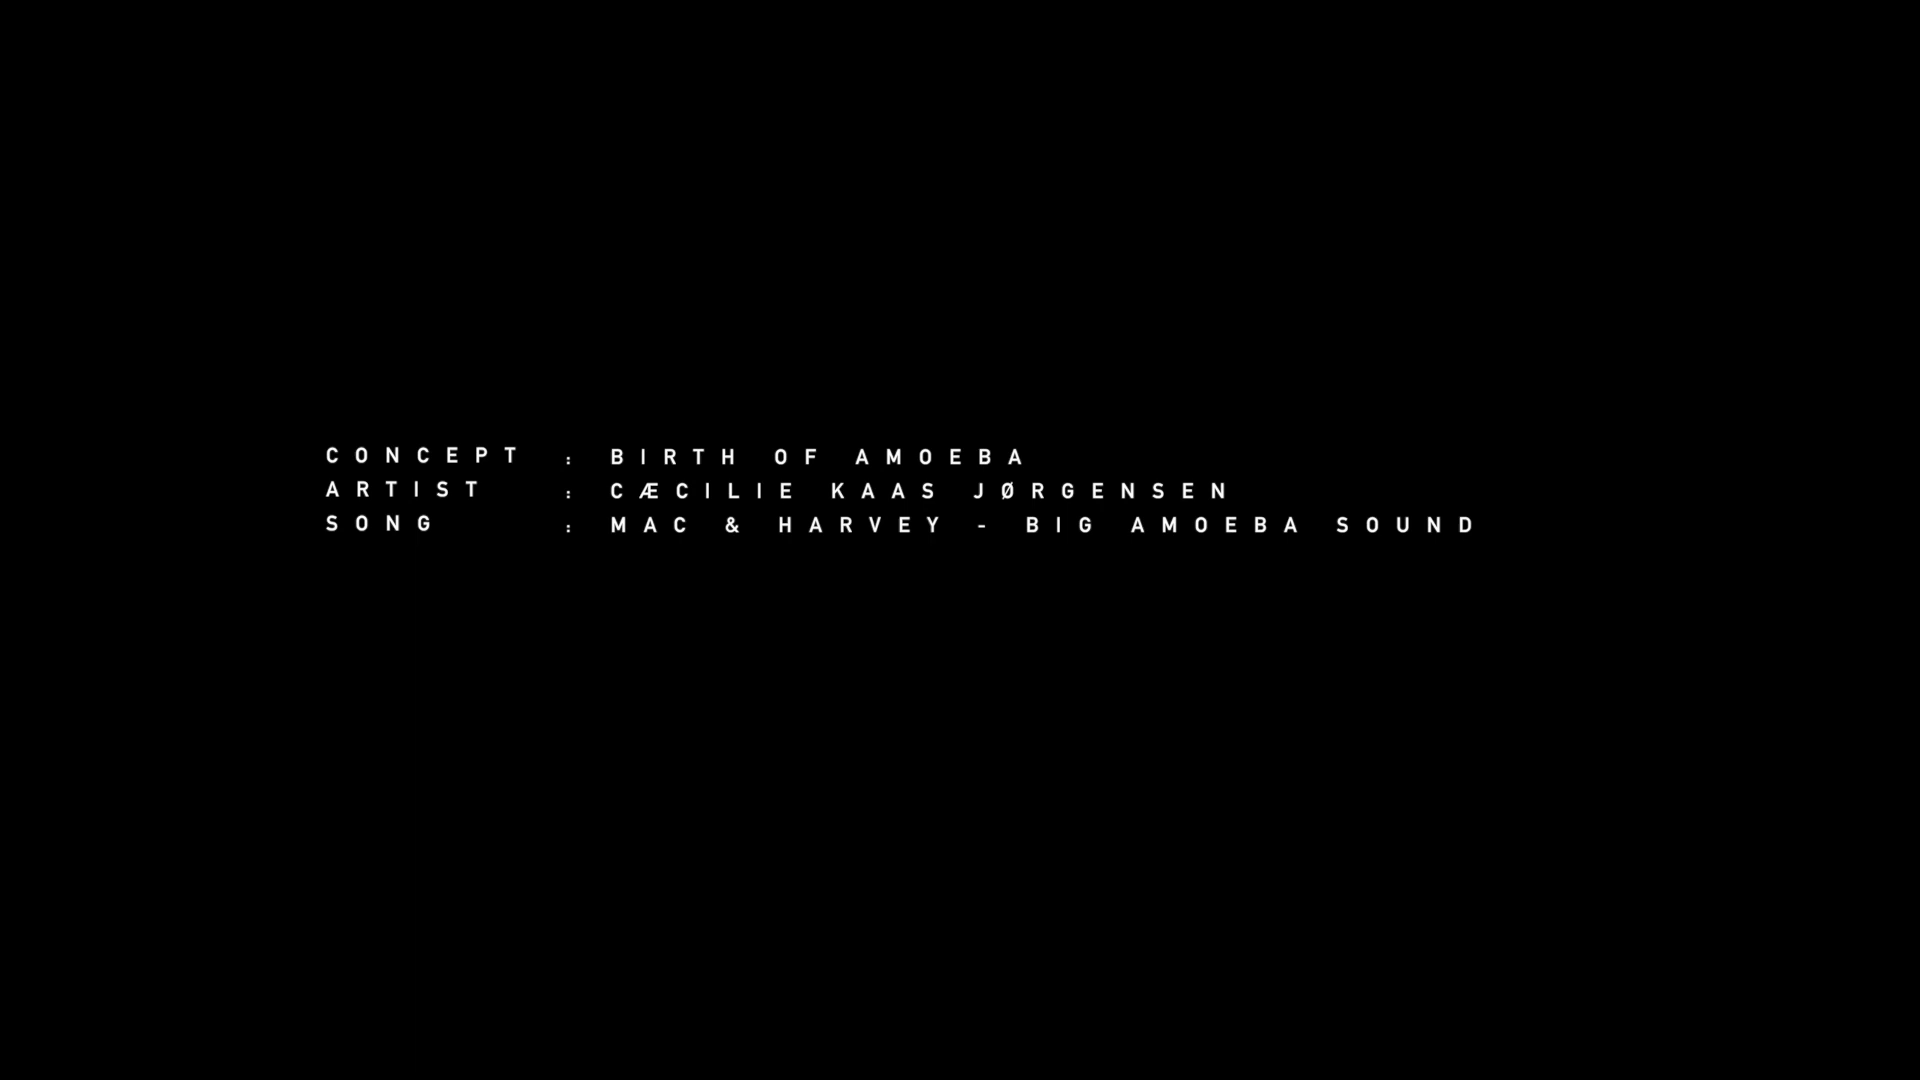 CONCEPT : BIRTH OF AMOEBA
ARTIST : CÆCILIE KAAS JØRGENSEN
SONG : MAC & HARVEY - BIG AMOEBA SOUND